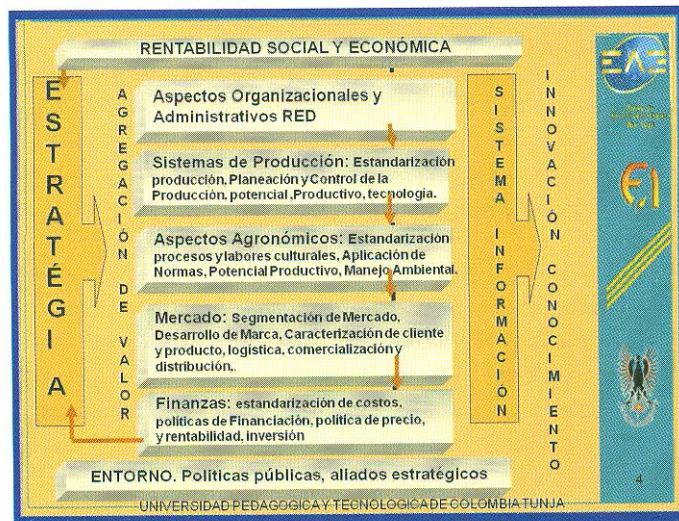 RENTABILIDAD SOCIAL Y ECONÓMICA
ESTRATÉGIA
AGREGACIÓN DE VALOR
Aspectos Organizacionales y
Administrativos RED
Sistemas de Producción: Estandarización
producción, Planeación y Control de la
Producción, potencial ,Productivo, tecnología.
Aspectos Agronómicos: Estandarización
procesos y labores culturales, Aplicación de
Normas, Potencial Productivo, Manejo Ambiental.
Mercado: Segmentación de Mercado,
Desarrollo de Marca, Caracterización de cliente
y producto, logística, comercialización y
distribución,.
Finanzas: estandarización de costos,
políticas de Financiación, política de precio,
y rentabilidad, inversión
SISTEMA INFORMACIÓN
INNOVACIÓN CONOCIMIENTO
ENTORNO. Políticas públicas, aliados estratégicos
4
UNIVERSIDAD PEDAGOGICA Y TECNOLOGICA DE COLOMBIA TUNJA